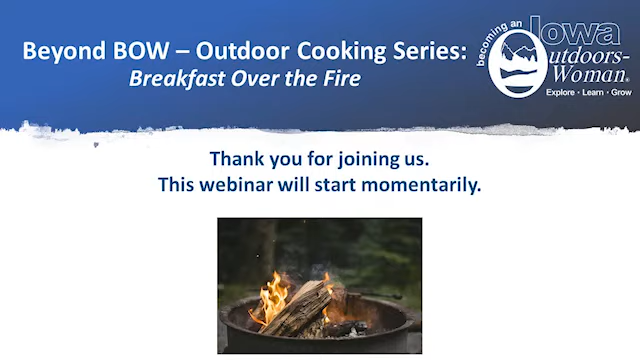 Beyond BOW – Outdoor Cooking Series:
Breakfast Over the Fire
becoming an
Iowa
Outdoors-
Woman®
Explore • Learn • Grow
Thank you for joining us.
This webinar will start momentarily.